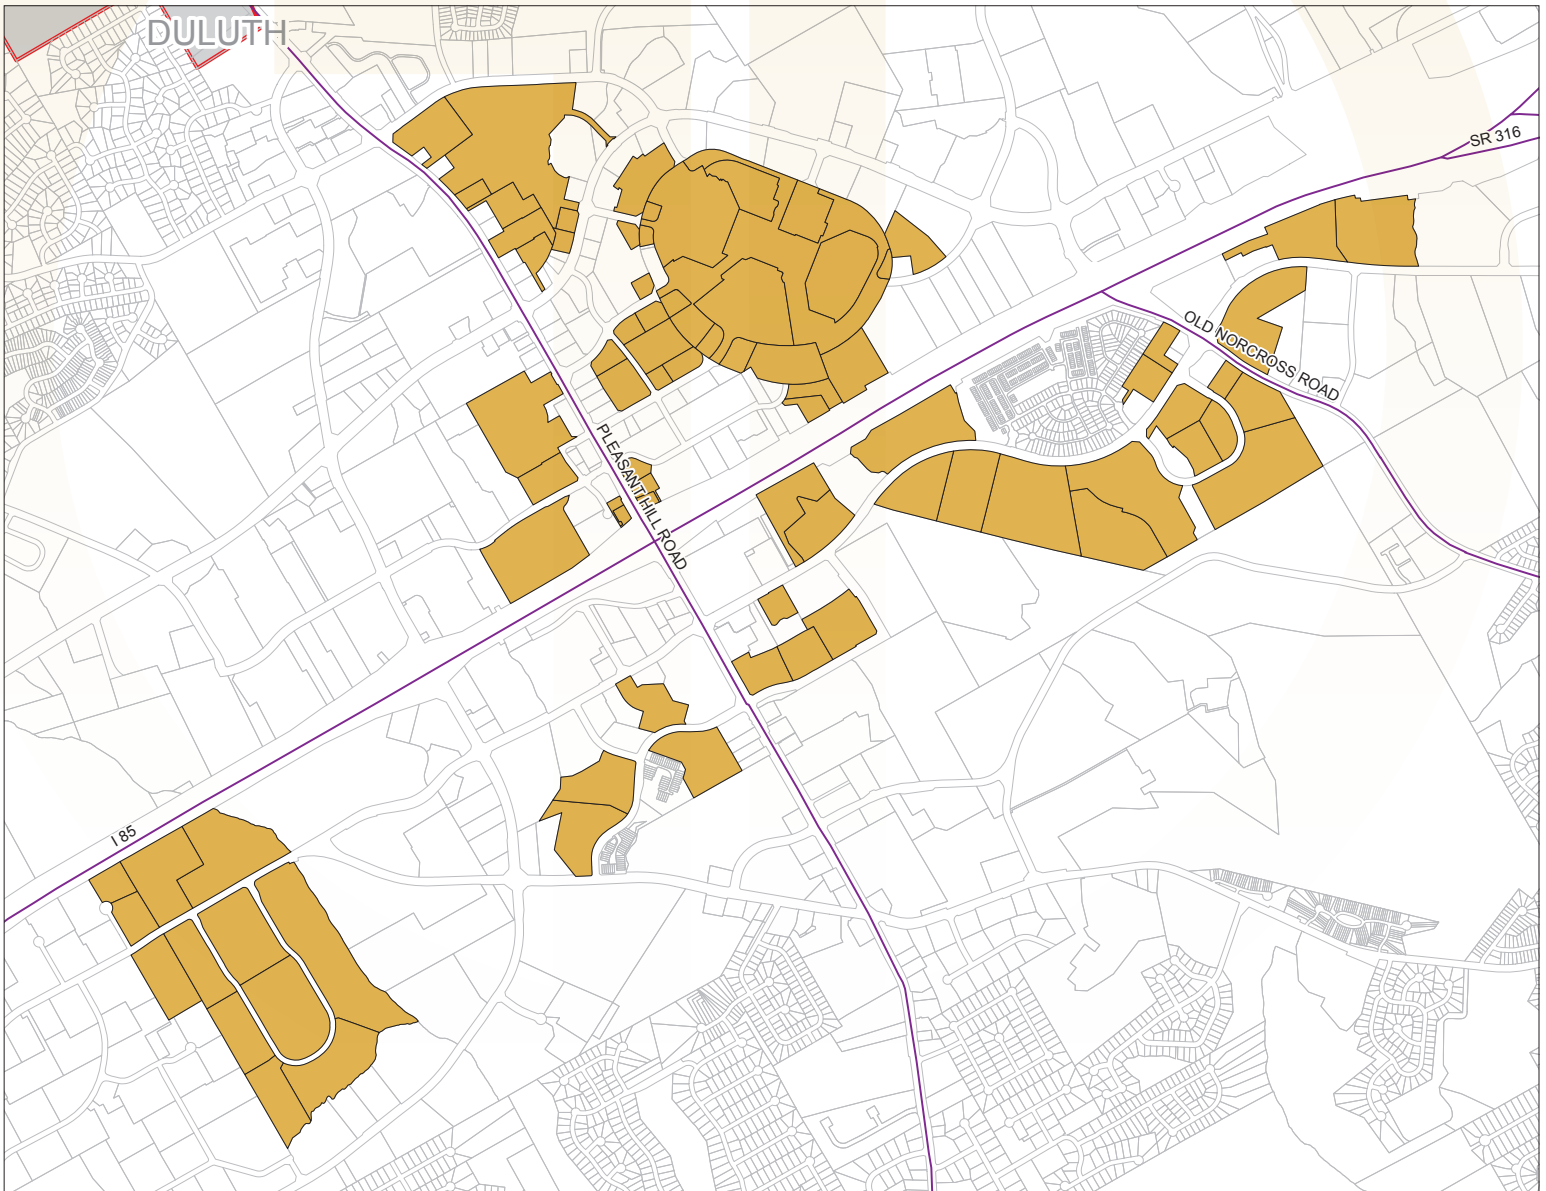 DULUTH
SR 316
OLD NORCROSS ROAD
PLEASANT HILL ROAD
I 85